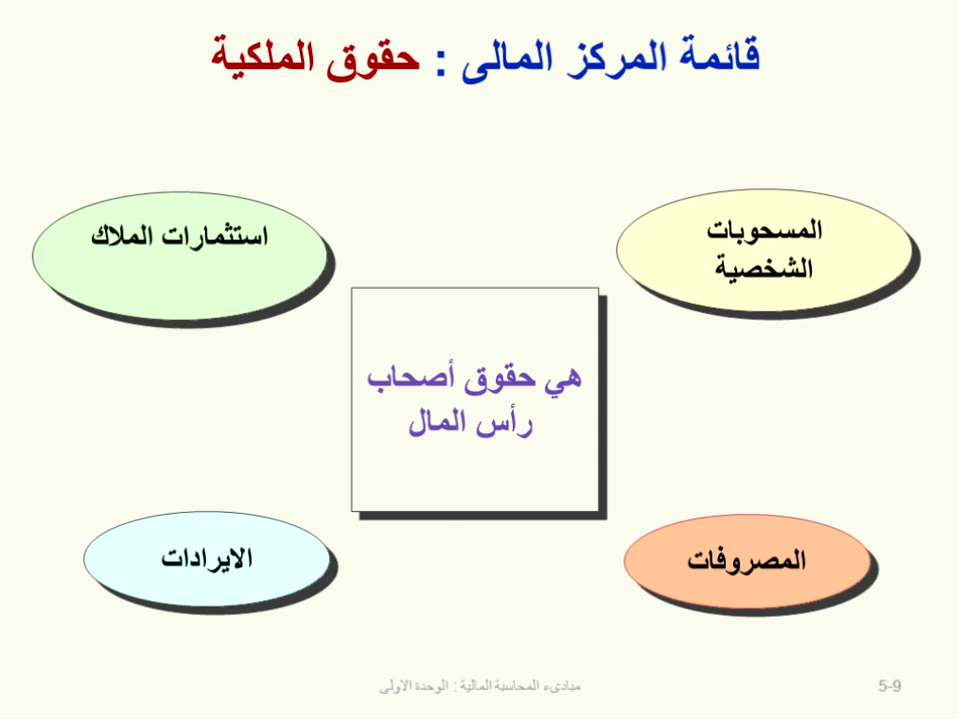 قائمة المركز المالى : حقوق الملكية
المسحوبات
الشخصية
استثمارات الملاك
هي حقوق أصحاب
رأس المال
المصروفات
الايرادات
مبادىء المحاسبة المالية : الوحدة الاولى
5-9